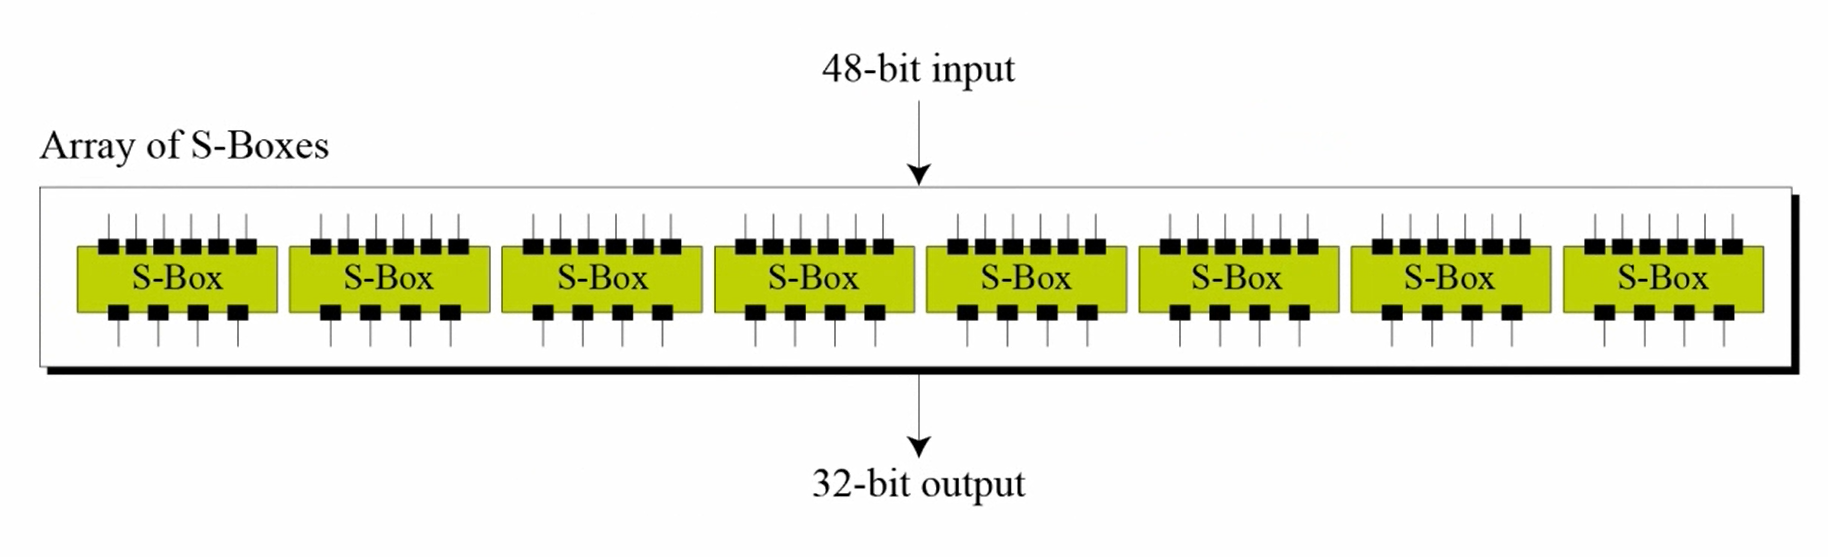 48-bit input
Array of S-Boxes
S-Box S-Box S-Box S-Box S-Box S-Box S-Box S-Box
32-bit output